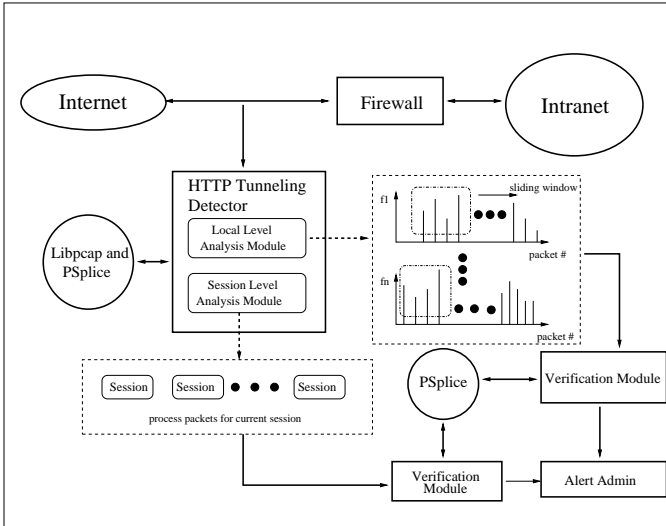 Internet
Firewall
Intranet
HTTP Tunneling
Detector
Local Level
Analysis Module
Session Level
Analysis Module
Libpcap and
PSplice
f1
sliding window
packet #
fn
packet #
Session
Session
Session
process packets for current session
PSplice
Verification Module
Verification
Module
Alert Admin